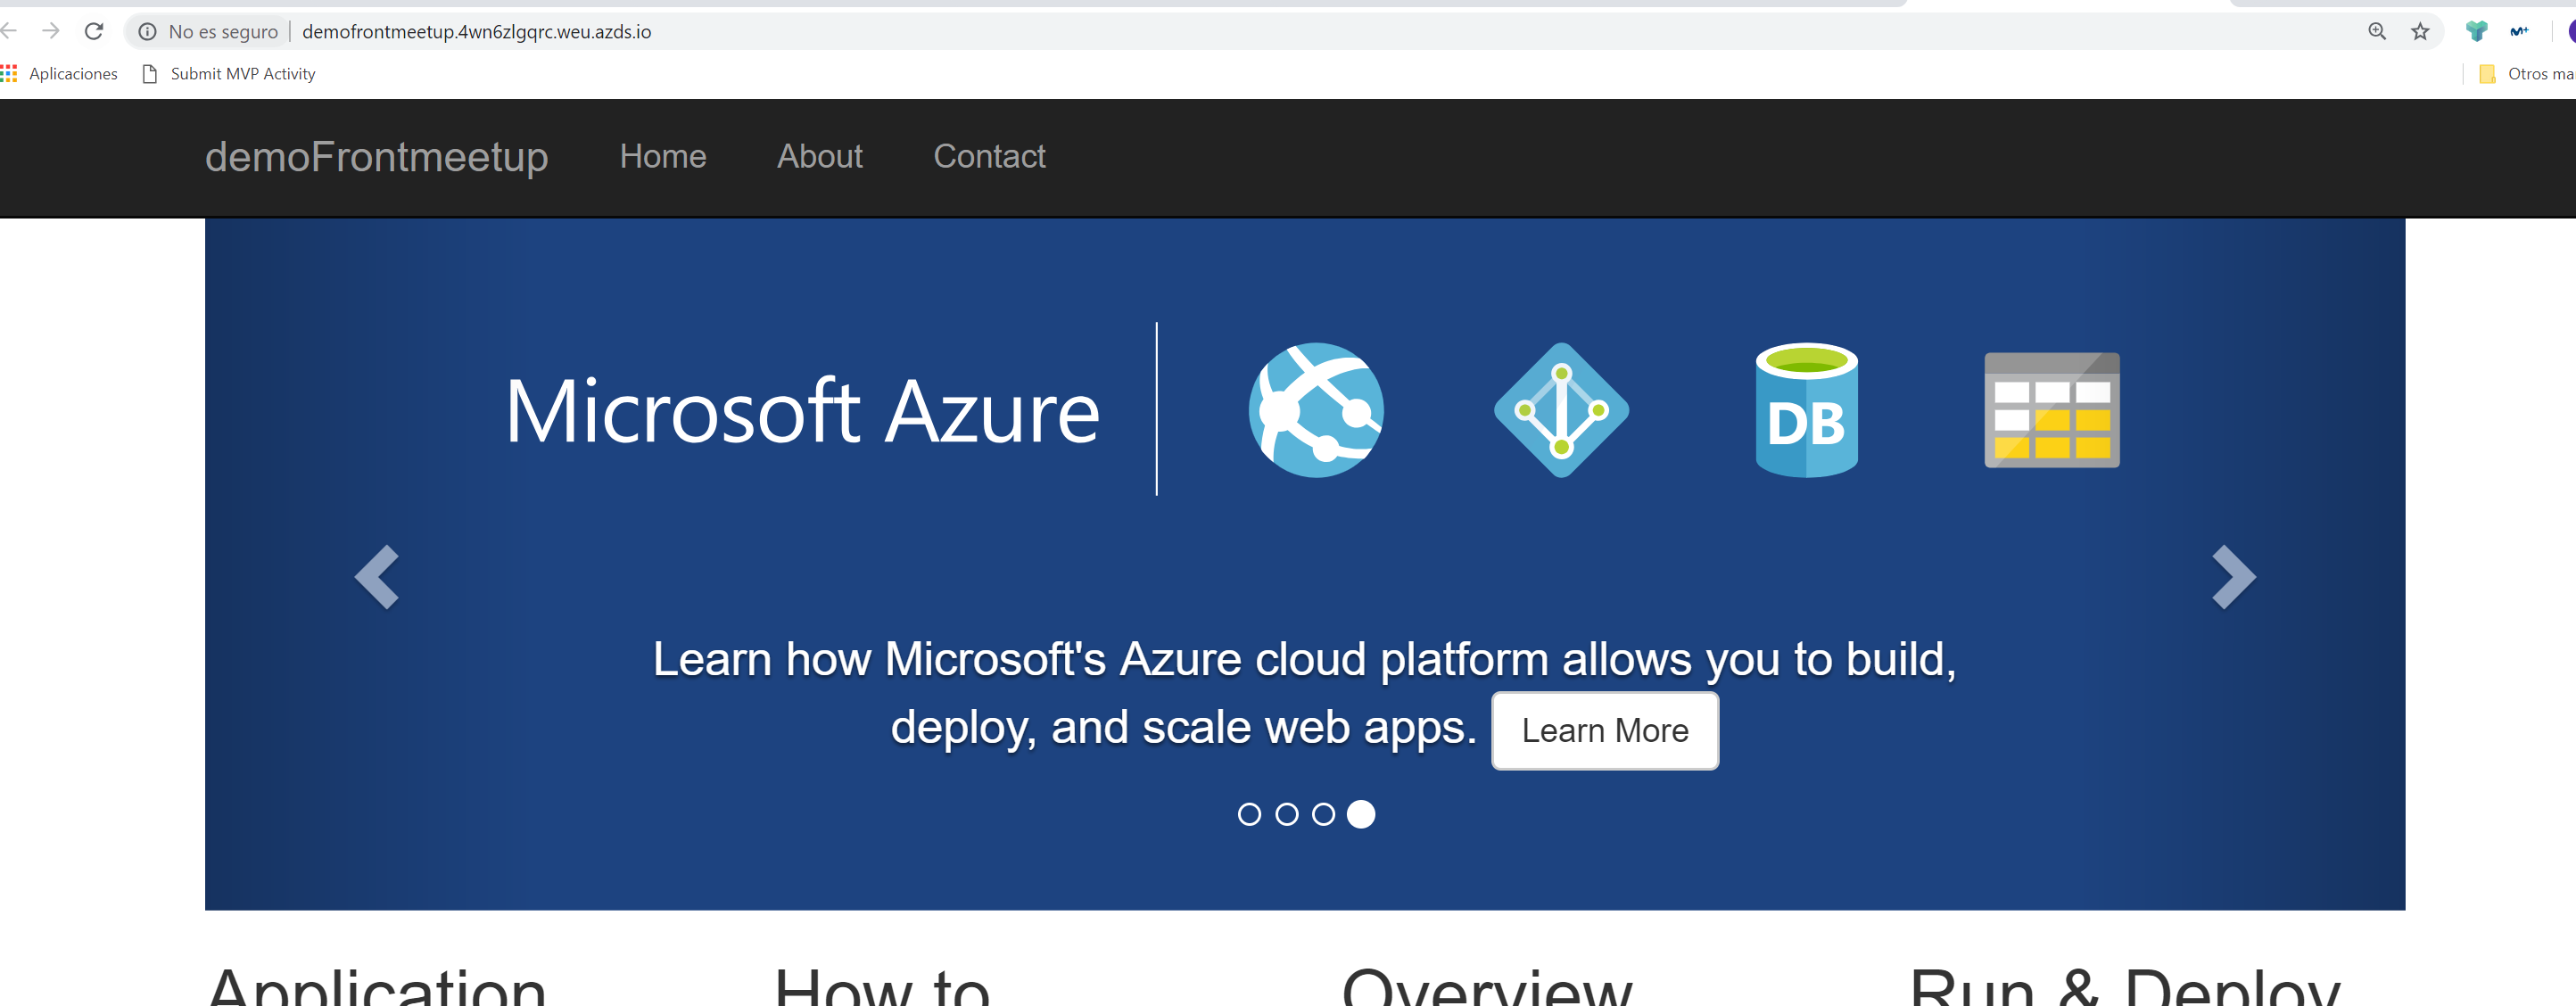 No es seguro demofrontmeetup.4wn6zlgqrc.weu.azds.io
Aplicaciones Submit MVP Activity Otros ma
demoFrontmeetup Home About Contact
Microsoft Azure DB
Learn how Microsoft's Azure cloud platform allows you to build,
deploy, and scale web apps. Learn More
Application How to Overview Run & Deploy